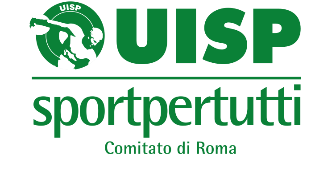 UISP
UISP
sportpertutti
Comitato di Roma